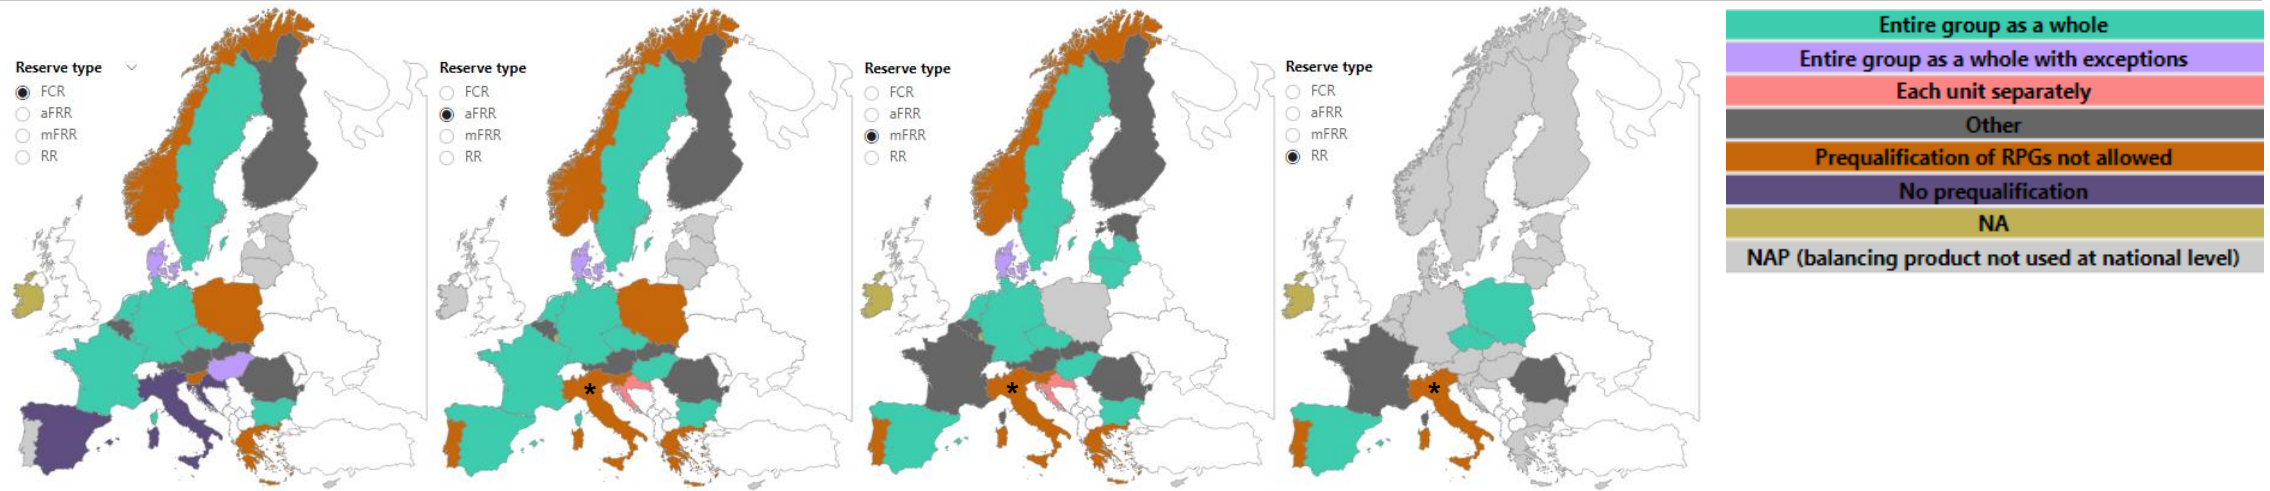 Reserve type
FCR
aFRR
mFRR
RR
Reserve type
FCR
aFRR
mFRR
RR
*
Reserve type
FCR
aFRR
mFRR
RR
*
Reserve type
FCR
aFRR
mFRR
RR
*
Entire group as a whole
Entire group as a whole with exceptions
Each unit separately
Other
Prequalification of RPGs not allowed
No prequalification
NA
NAP (balancing product not used at national level)